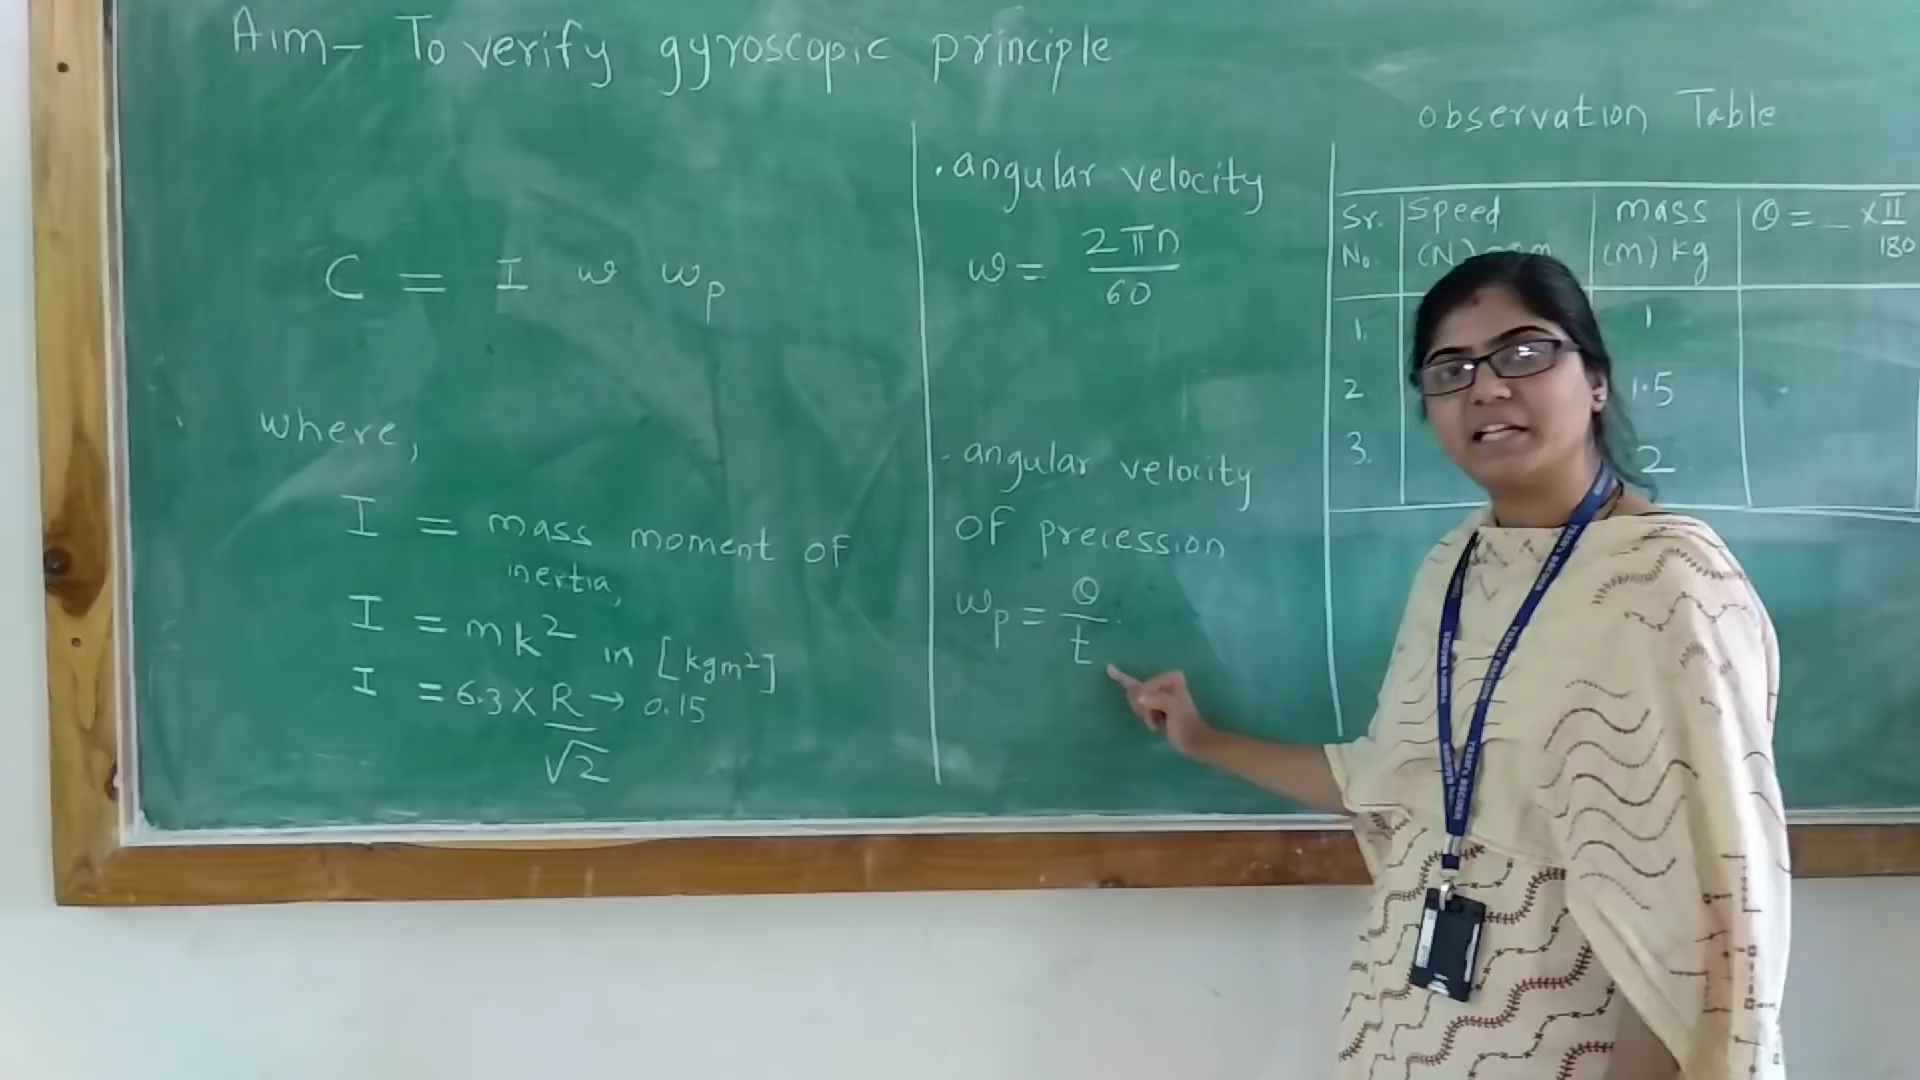 Aim- To verify gyroscopic principle
C = I ω ωp
where,
I = mass moment of
inertia,
I = mk² in [kgm²]
I = 6.3 x R → 0.15
√2
. angular velocity
ω = 2πn
60
- angular velocity
of precession
ωp = θ
t
Observation Table
Sr. No. | Speed (N) | mass (m) kg | θ = _ x π/180
1. | 1
2 | 1.5
3. | 2